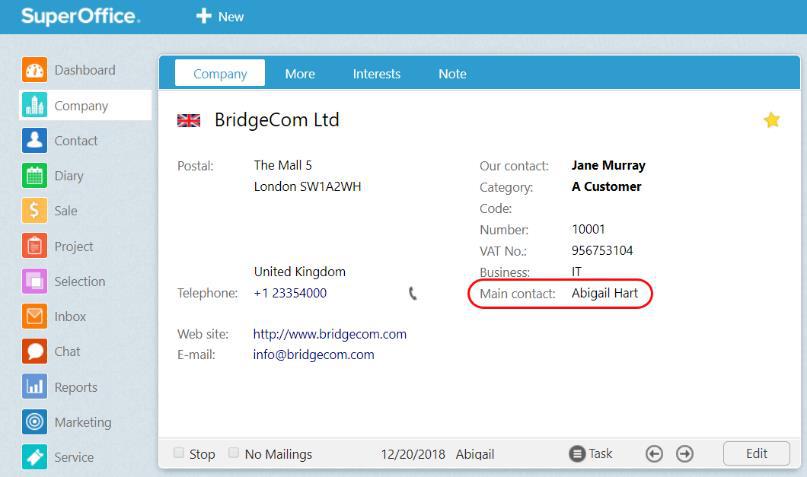 SuperOffice.
New
Dashboard
Company
Contact
Diary
Sale
Project
Selection
Inbox
Chat
Reports
Marketing
Service
Company More Interests Note
BridgeCom Ltd
Postal: The Mall 5
London SW1A2WH
United Kingdom
Telephone: +1 23354000
Web site: http://www.bridgecom.com
E-mail: info@bridgecom.com
Our contact: Jane Murray
Category: A Customer
Code:
Number: 10001
VAT No.: 956753104
Business: IT
Main contact: Abigail Hart
Stop No Mailings 12/20/2018 Abigail Task Edit